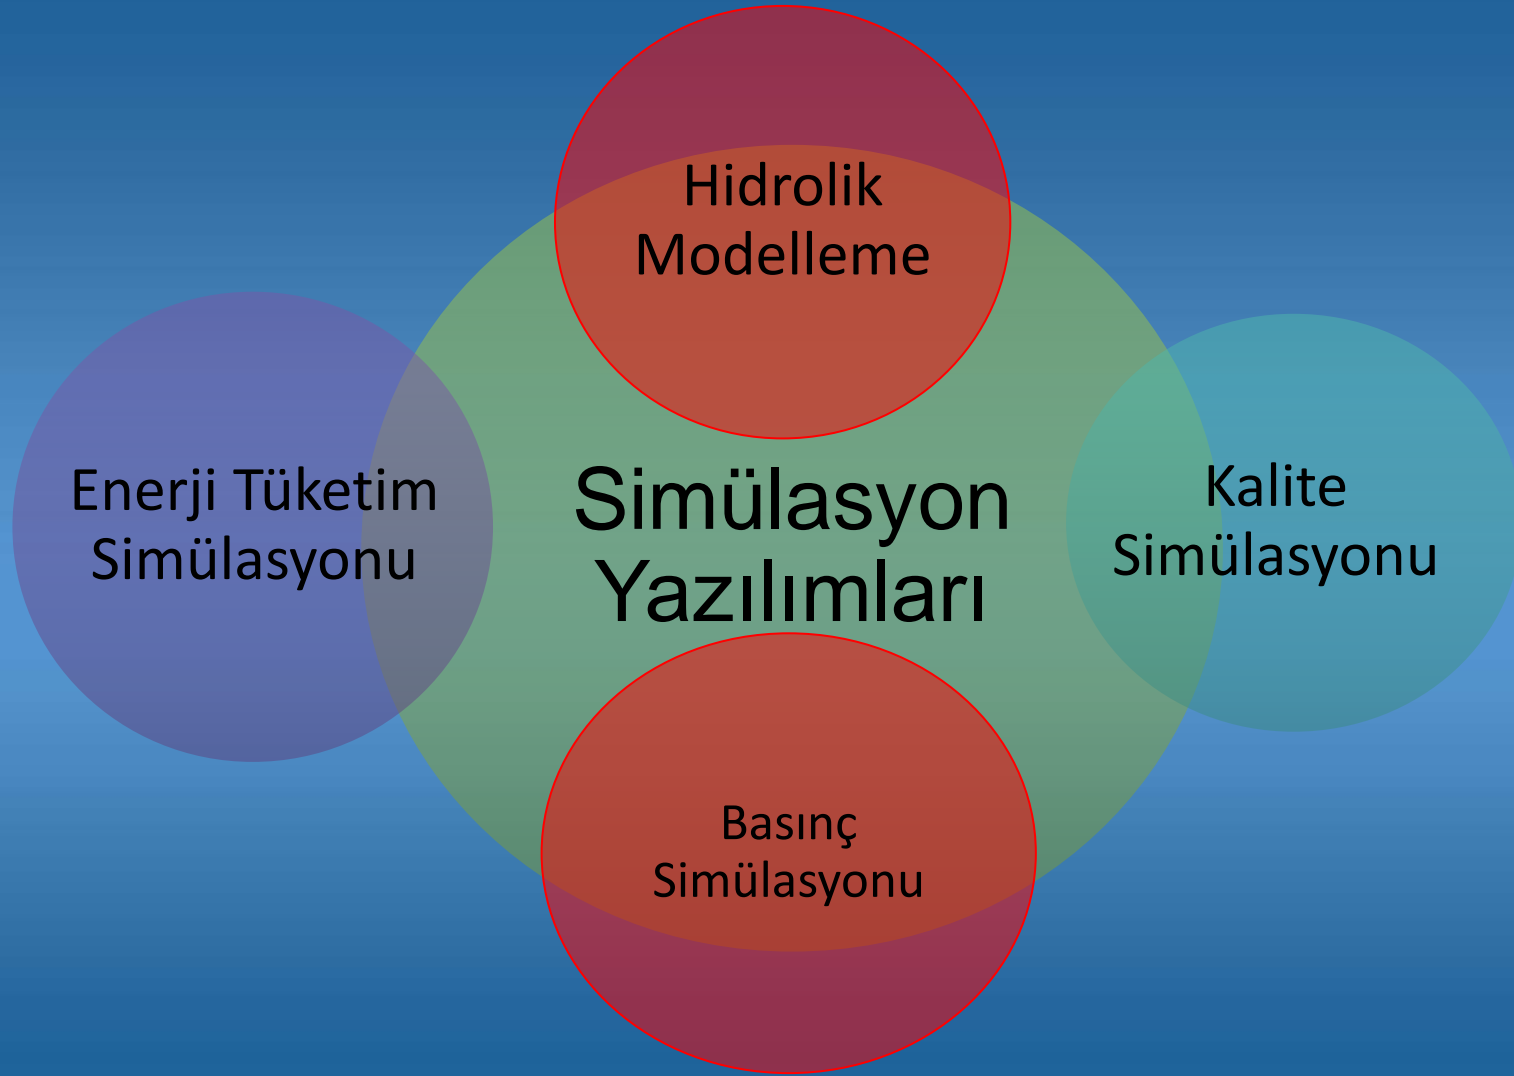 Hidrolik
Modelleme
Enerji Tüketim
Simülasyonu
Simülasyon
Yazılımları
Kalite
Simülasyonu
Basınç
Simülasyonu